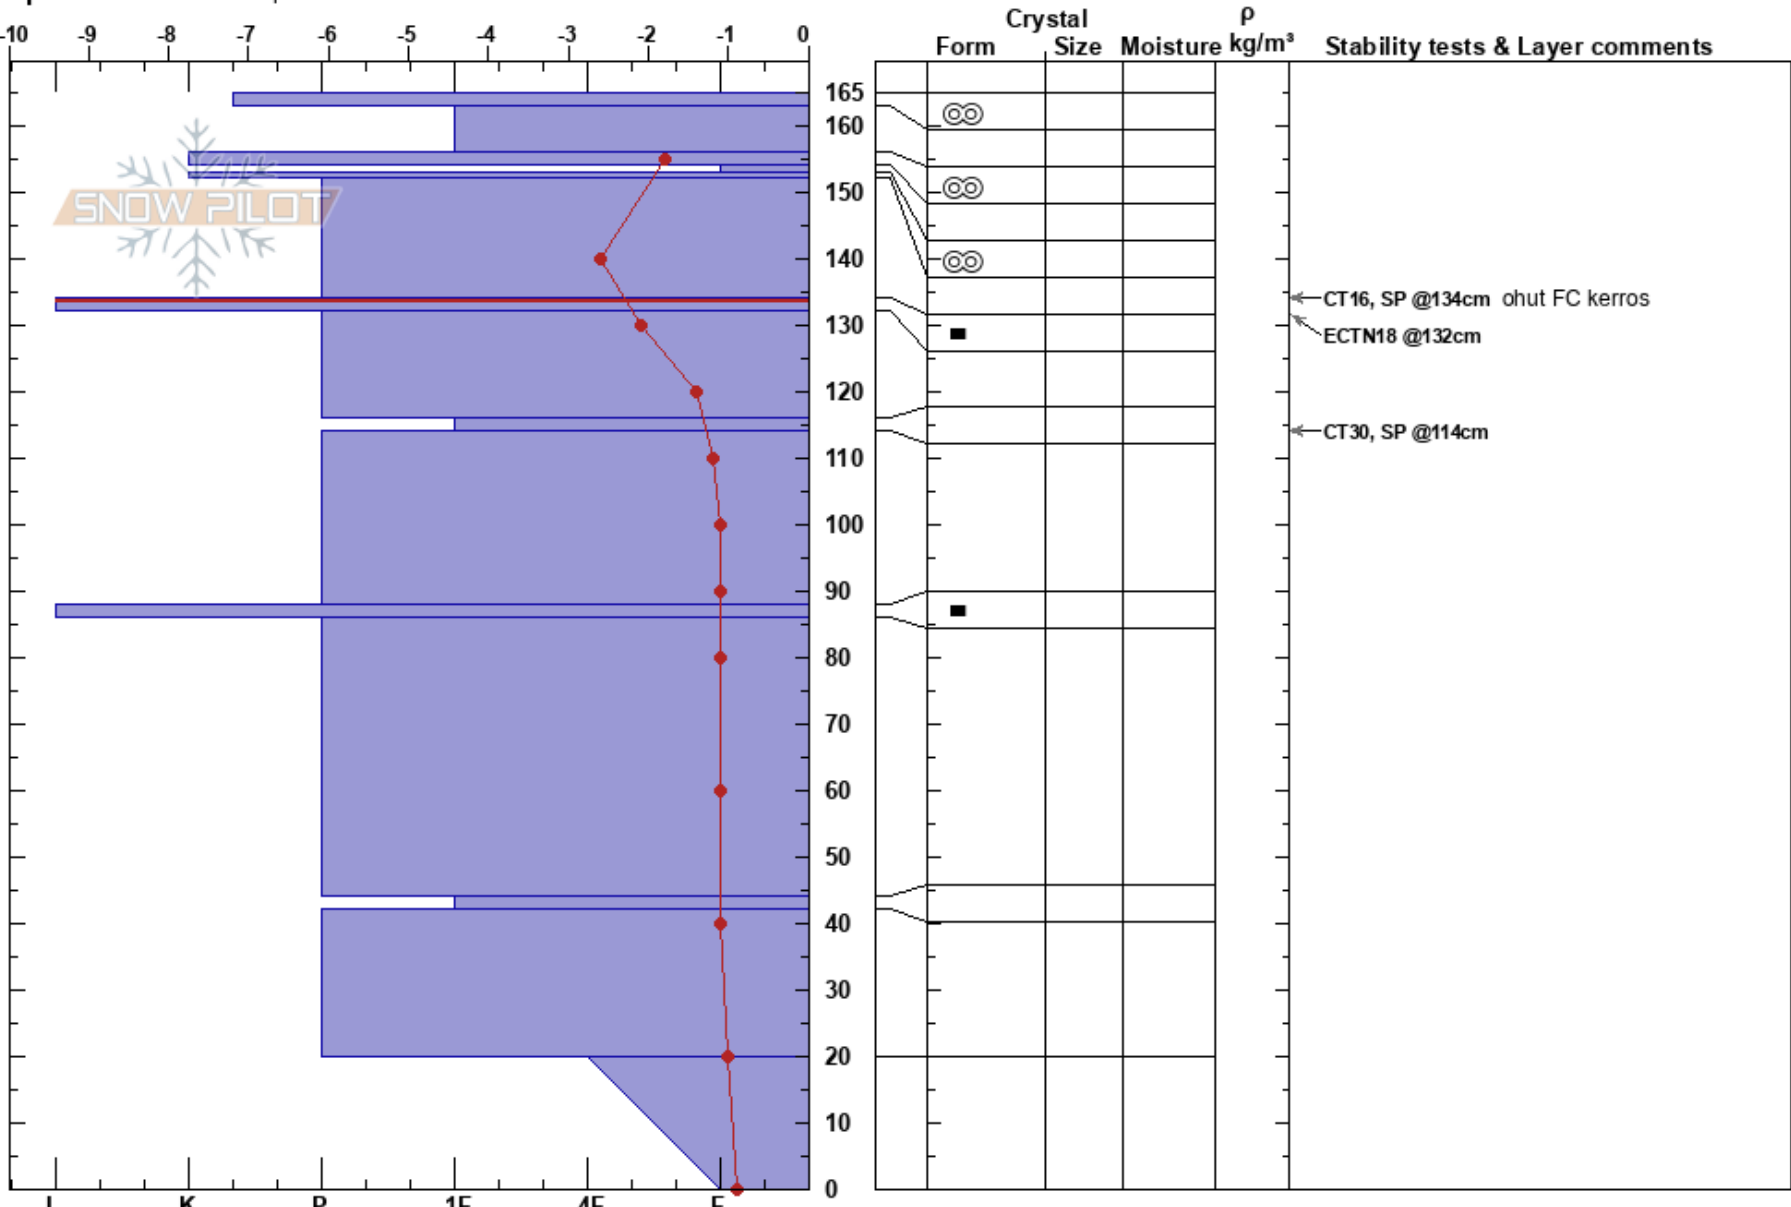 -10 -9 -8 -7 -6 -5 -4 -3 -2 -1 0
Crystal
ρ
Form Size Moisture kg/m³ Stability tests & Layer comments
165
160
150
SNOW PILOT
140
CT16, SP @134cm ohut FC kerros
130
ECTN18 @132cm
120
CT30, SP @114cm
110
100
90
80
70
60
50
40
30
20
10
0
I K P 1F 4F F